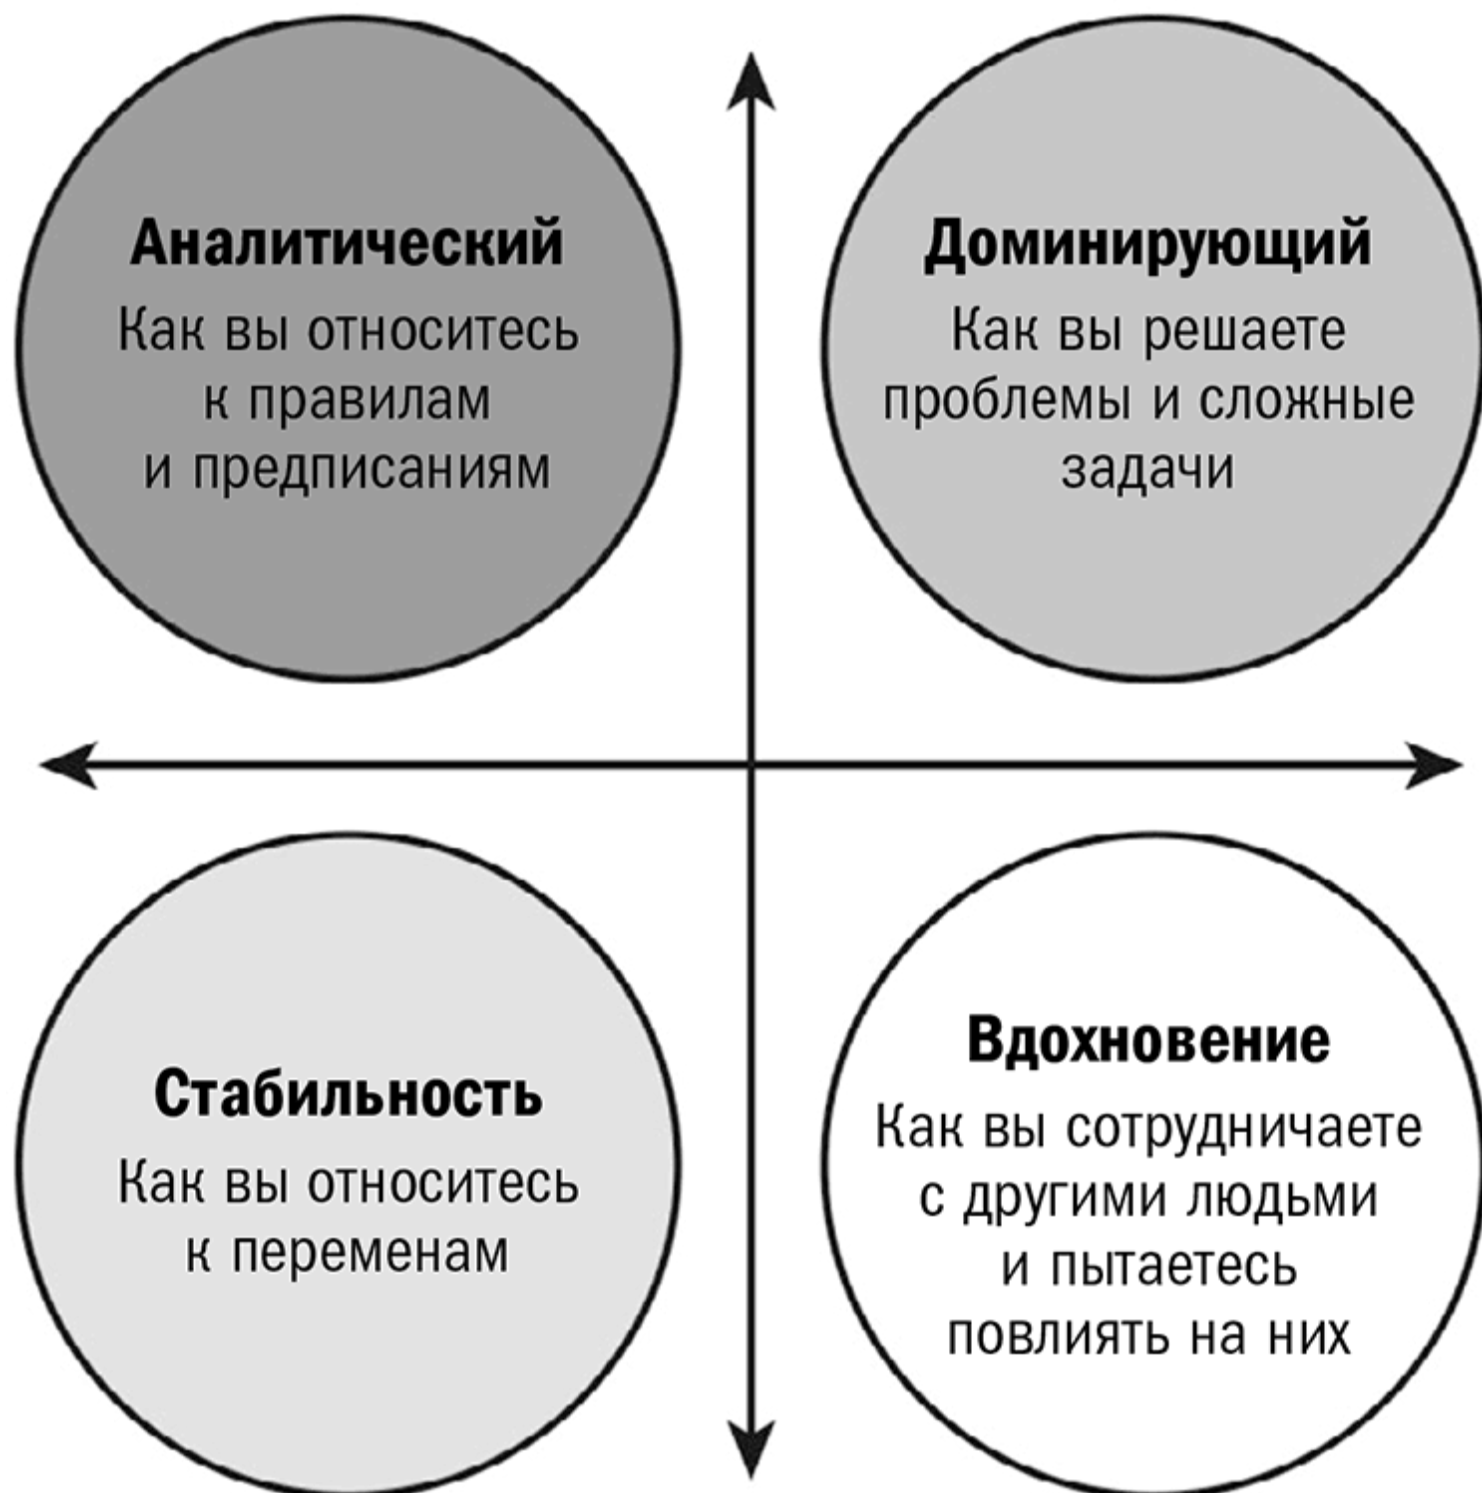 Аналитический
Как вы относитесь
к правилам
и предписаниям
Доминирующий
Как вы решаете
проблемы и сложные
задачи
Стабильность
Как вы относитесь
к переменам
Вдохновение
Как вы сотрудничаете
с другими людьми
и пытаетесь
повлиять на них